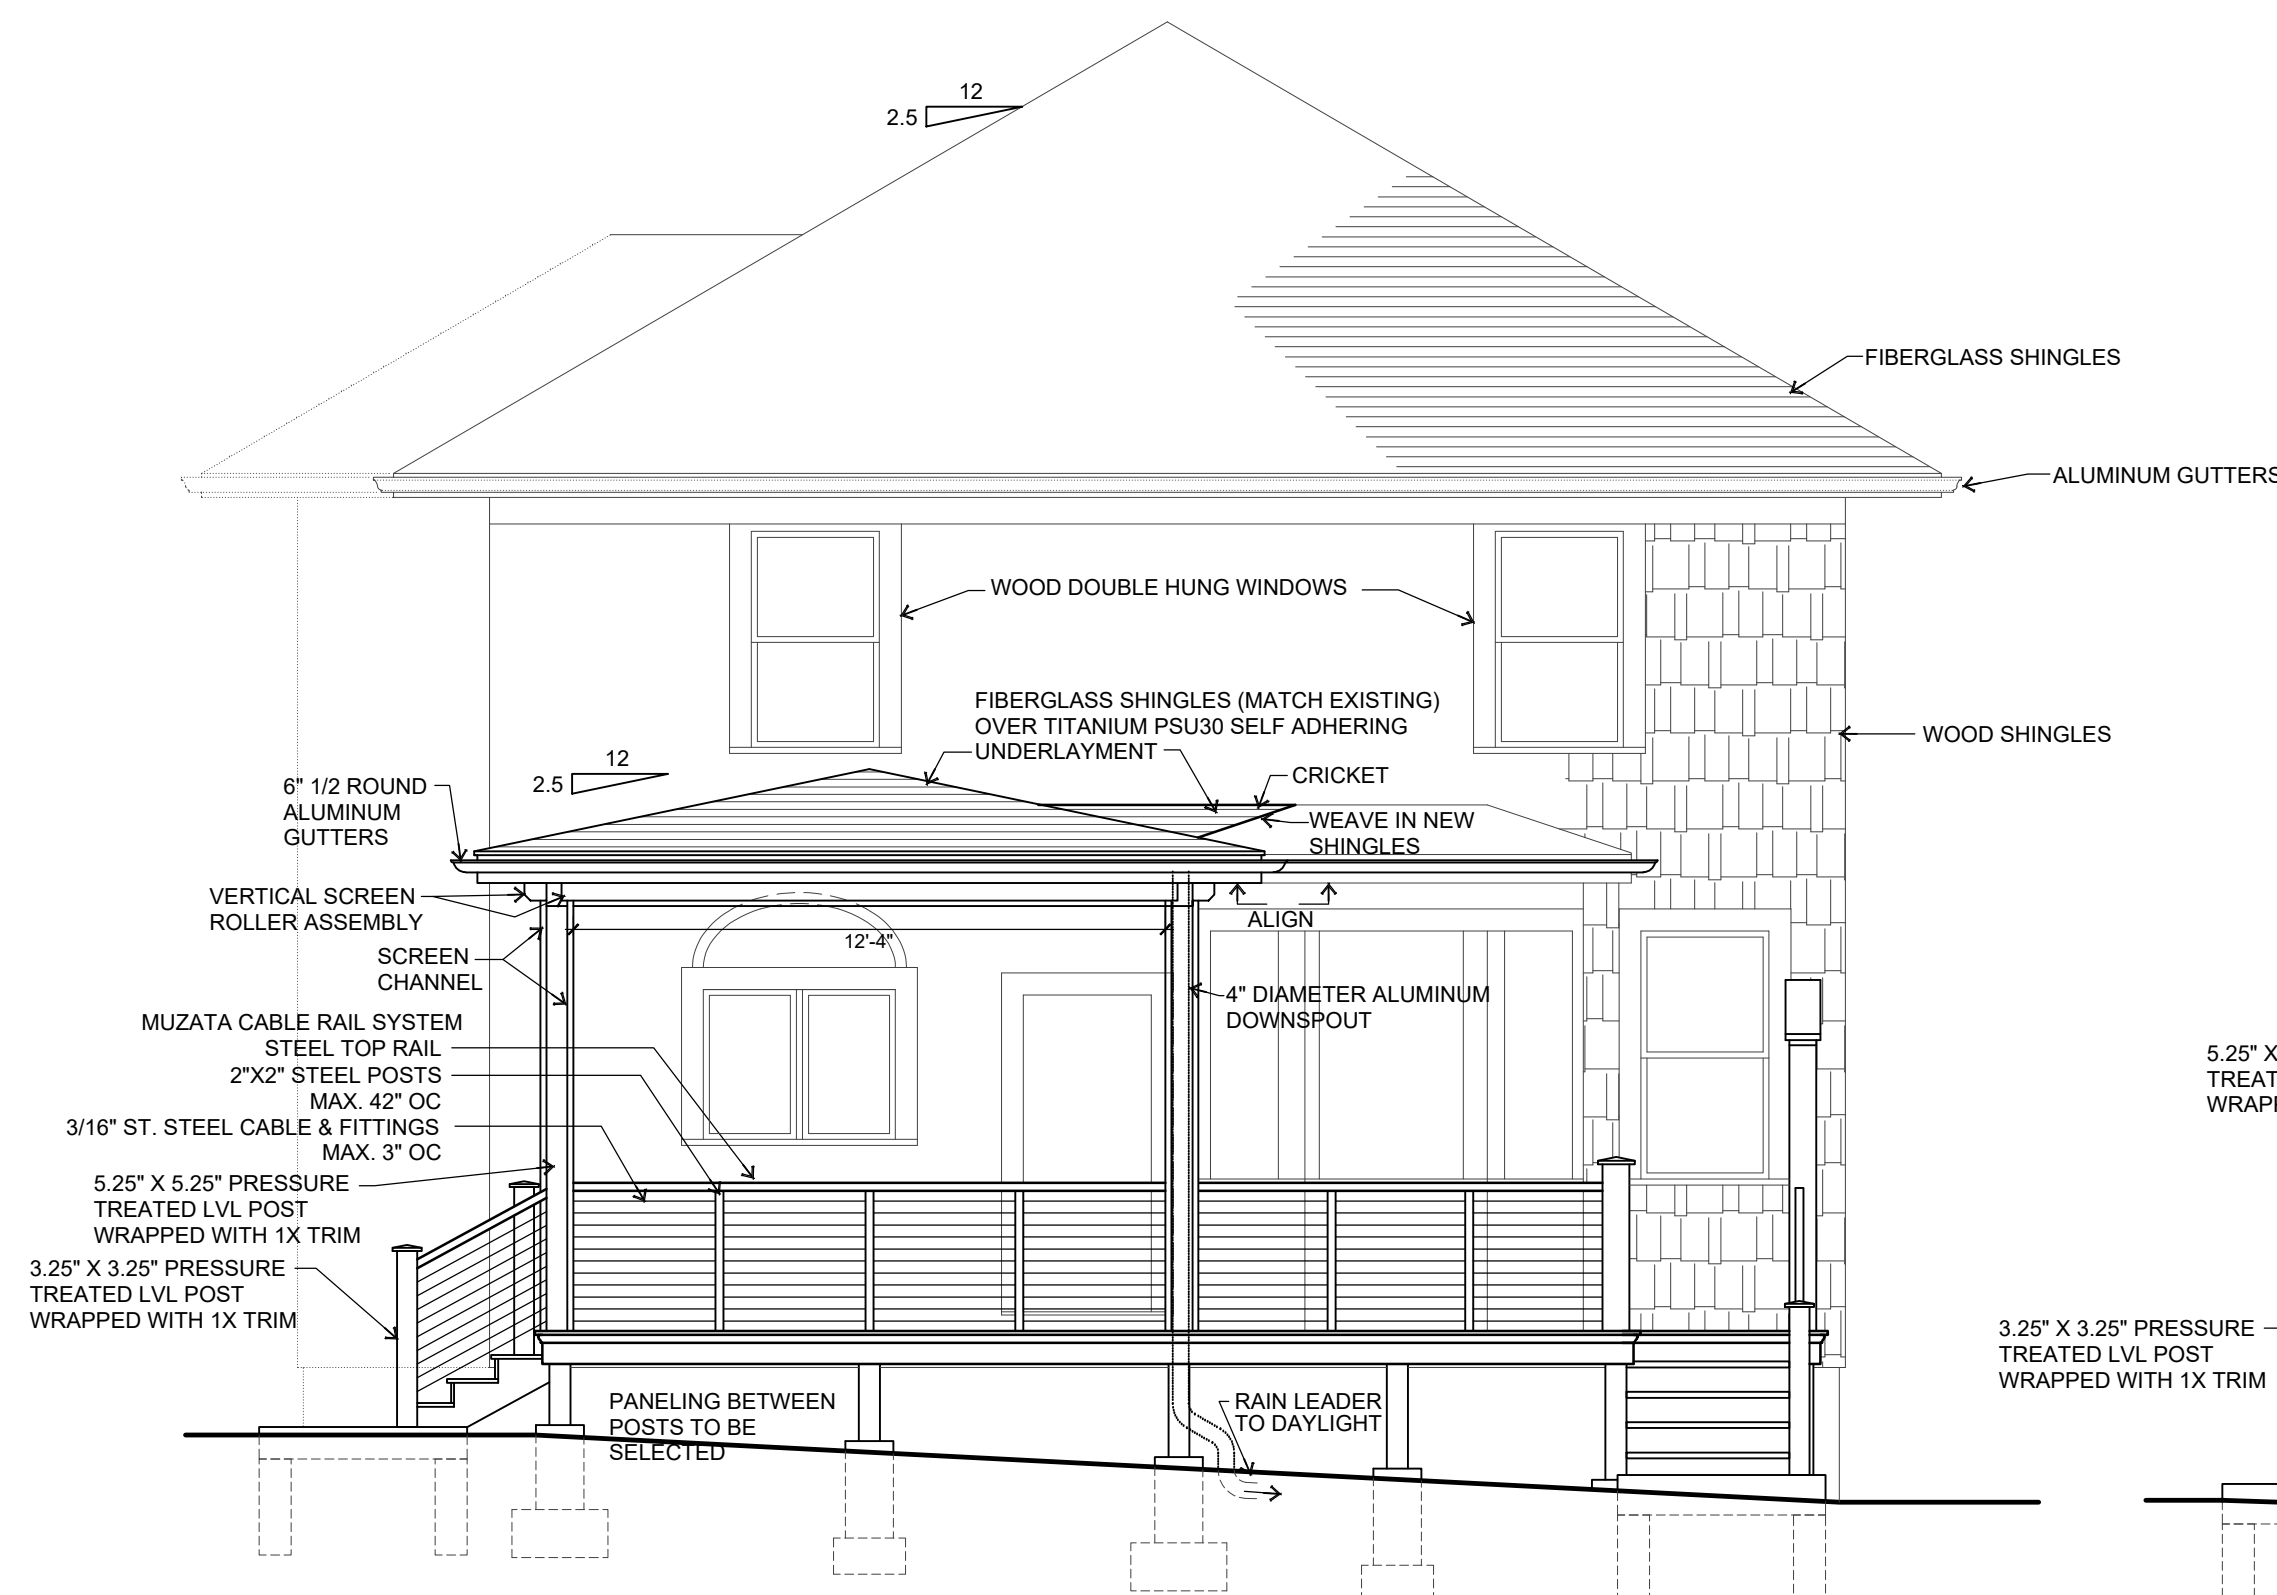 12
2.5
FIBERGLASS SHINGLES
ALUMINUM GUTTERS
WOOD DOUBLE HUNG WINDOWS
FIBERGLASS SHINGLES (MATCH EXISTING)
OVER TITANIUM PSU30 SELF ADHERING
UNDERLAYMENT
WOOD SHINGLES
12
2.5
CRICKET
6" 1/2 ROUND
ALUMINUM
GUTTERS
WEAVE IN NEW
SHINGLES
VERTICAL SCREEN
ROLLER ASSEMBLY
ALIGN
12'-4"
SCREEN
CHANNEL
4" DIAMETER ALUMINUM
DOWNSPOUT
MUZATA CABLE RAIL SYSTEM
STEEL TOP RAIL
2"X2" STEEL POSTS
MAX. 42" OC
3/16" ST. STEEL CABLE & FITTINGS
MAX. 3" OC
5.25" X 5.25" PRESSURE
TREATED LVL POST
WRAPPED WITH 1X TRIM
3.25" X 3.25" PRESSURE
TREATED LVL POST
WRAPPED WITH 1X TRIM
5.25" X
TREAT
WRAPP
3.25" X 3.25" PRESSURE
TREATED LVL POST
WRAPPED WITH 1X TRIM
PANELING BETWEEN
POSTS TO BE
SELECTED
RAIN LEADER
TO DAYLIGHT